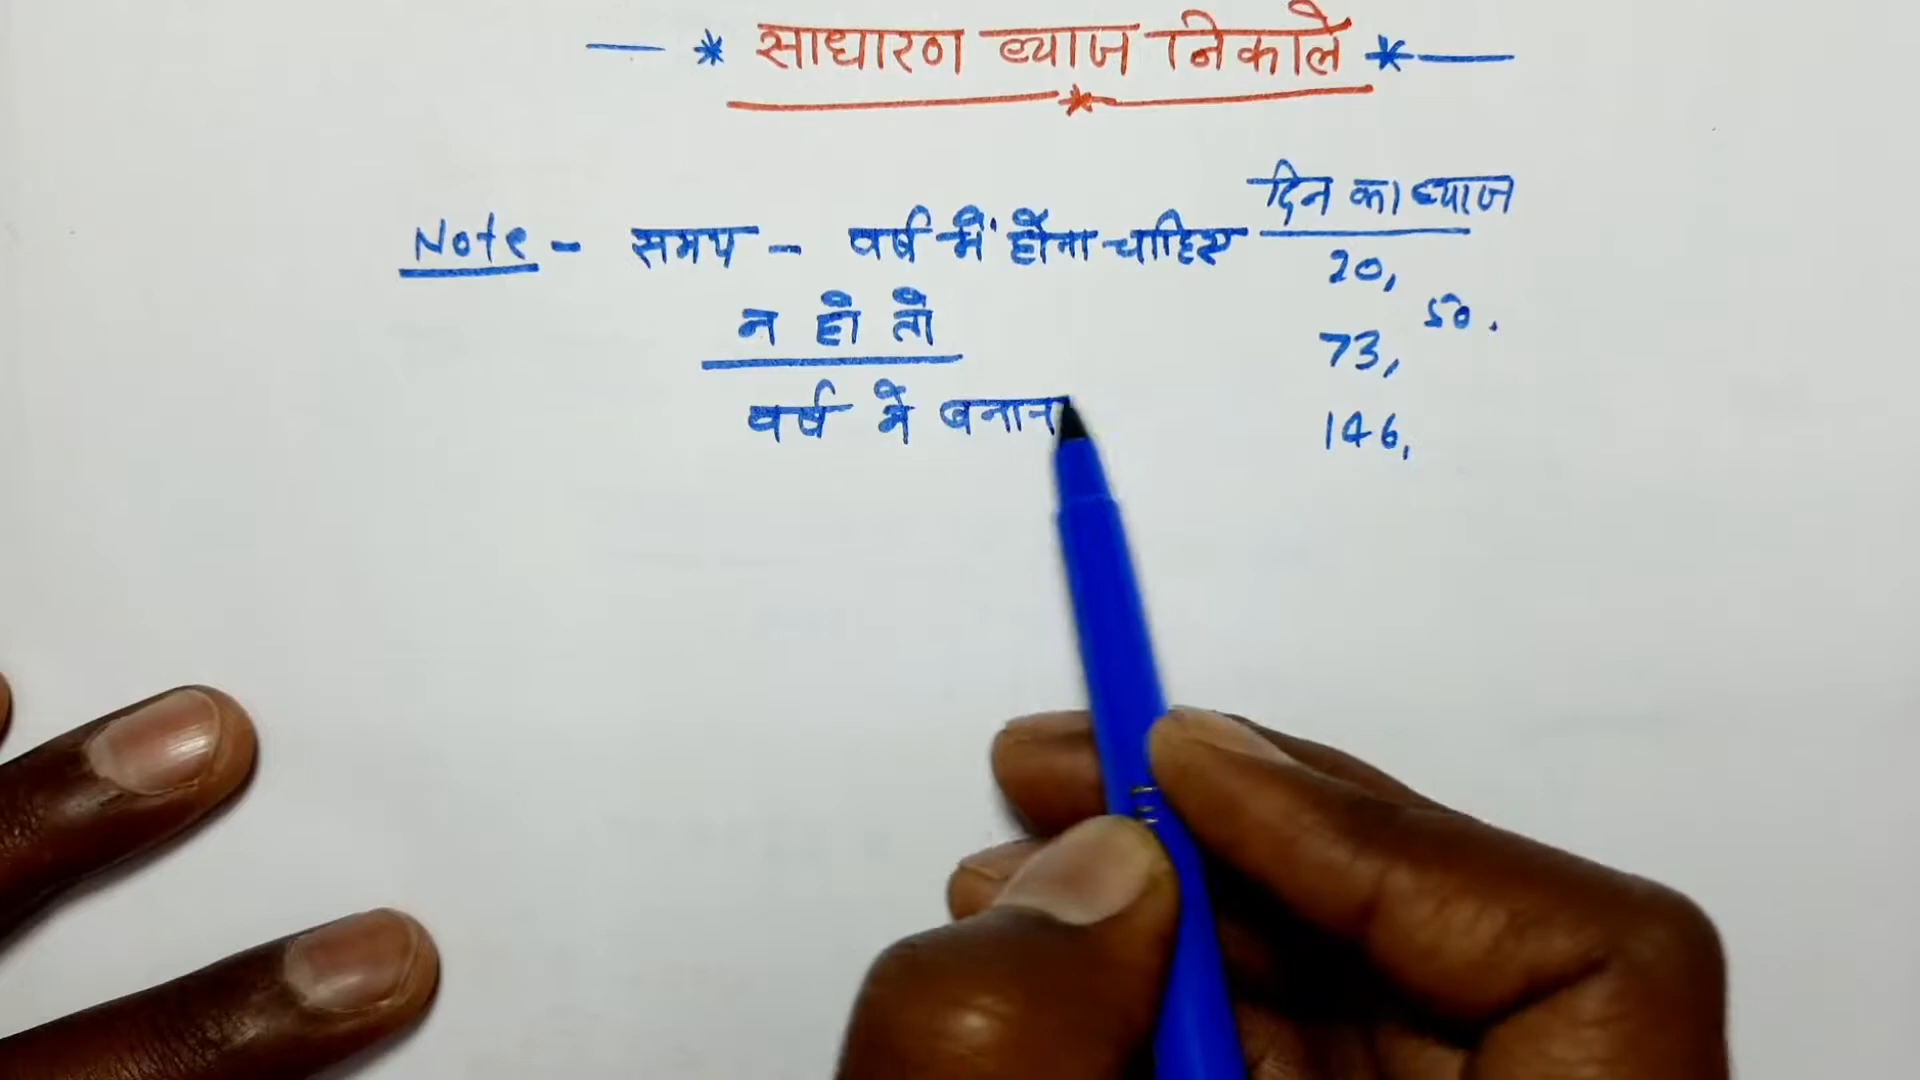 साधारण ब्याज निकाले
Note - समय - वर्ष में होना चाहिए
न हो तो
वर्ष मे बनान
दिन का ब्याज
20,
50.
73,
146,